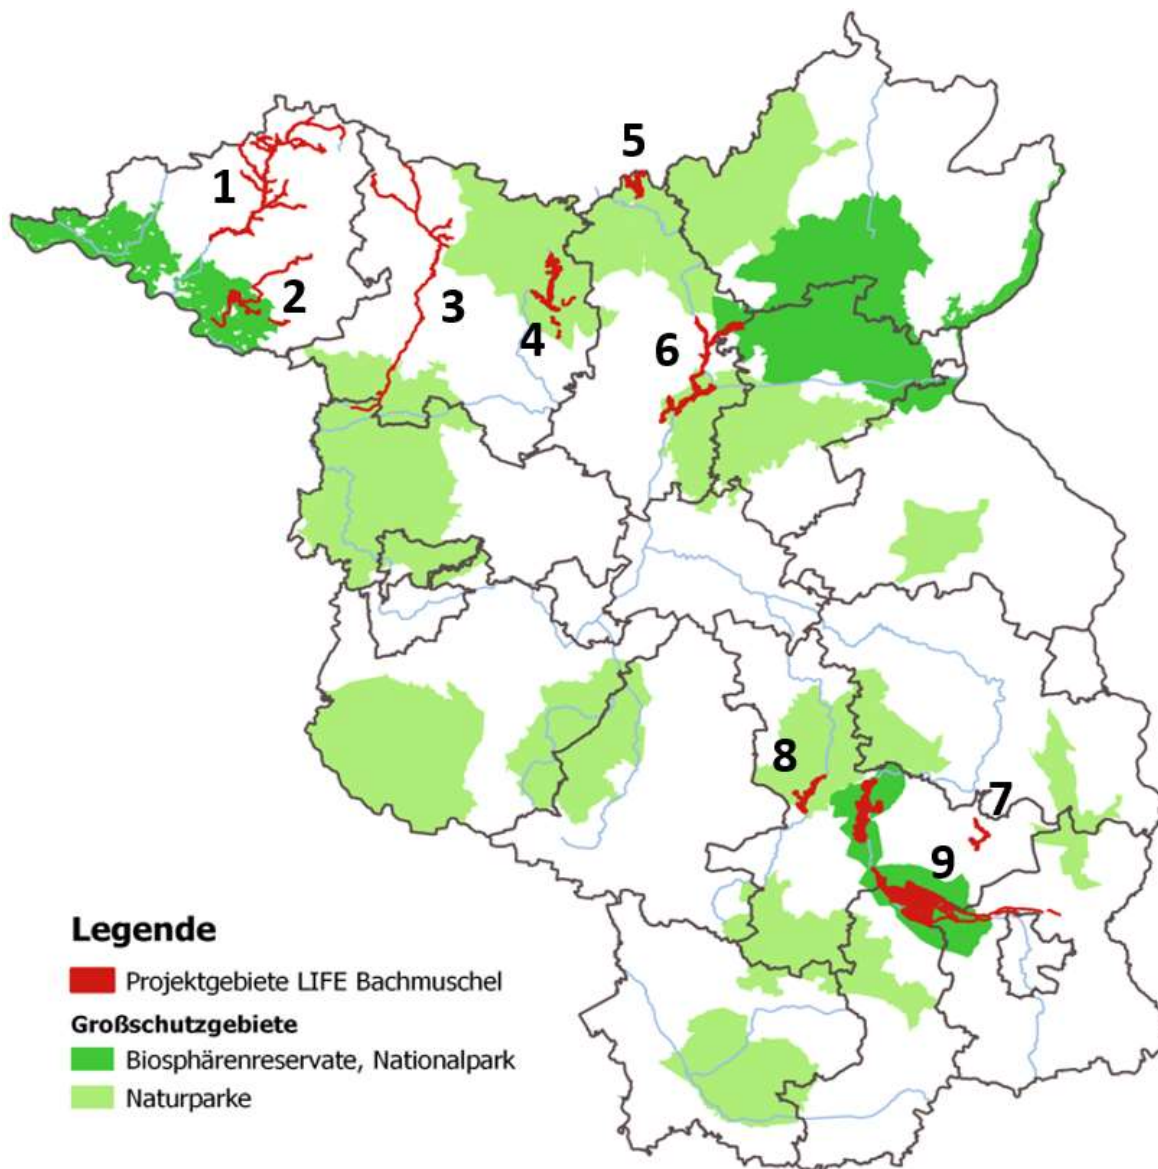 5
1
2
3
4
6
8
7
9
Legende
Projektgebiete LIFE Bachmuschel
Großschutzgebiete
Biosphärenreservate, Nationalpark
Naturparke